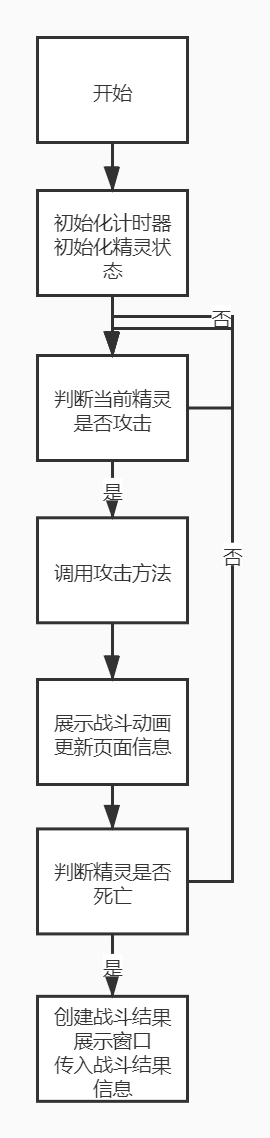 开始
初始化计时器
初始化精灵状
态
否
判断当前精灵
是否攻击
是
否
调用攻击方法
展示战斗动画
更新页面信息
判断精灵是否
死亡
是
创建战斗结果
展示窗口
传入战斗结果
信息